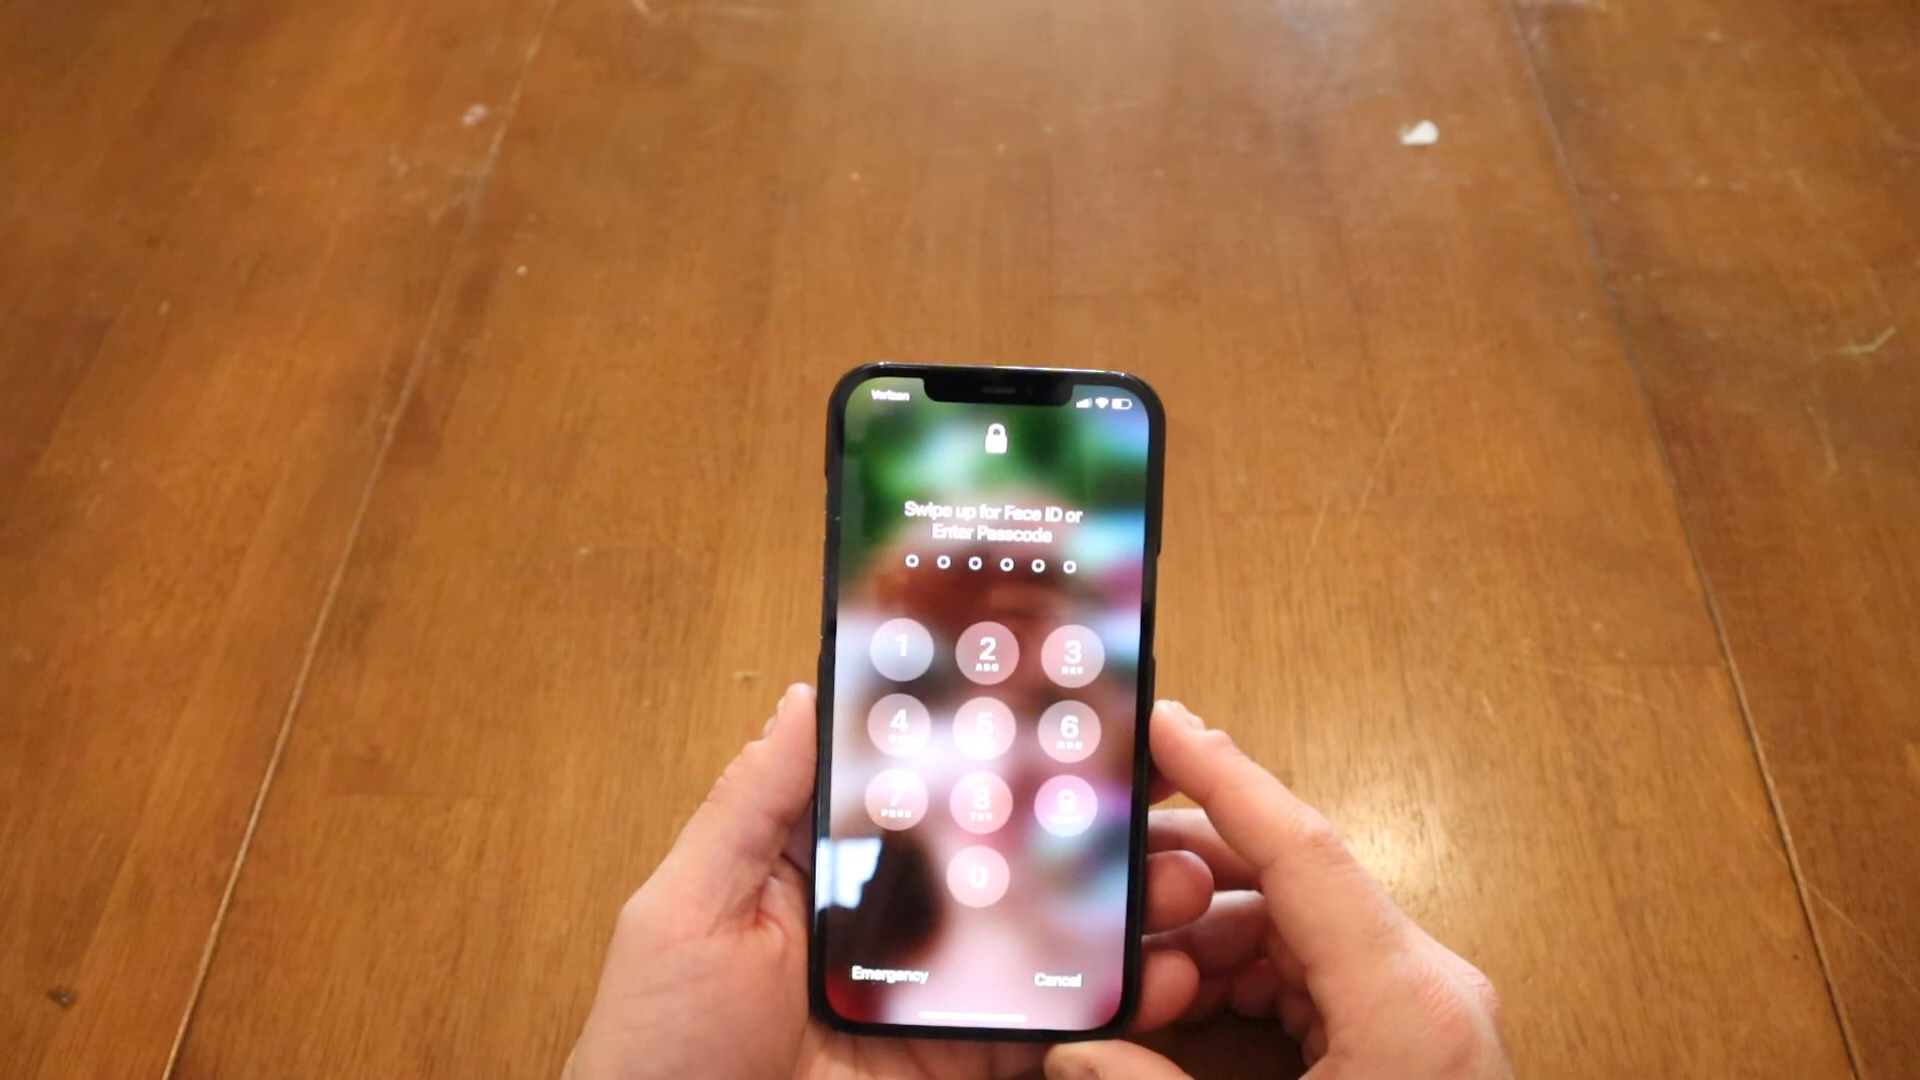 Verizon
Swipe up for Face ID or
Enter Passcode
1
2
ABC
3
DEF
4
5
6
MNO
7
PQRS
8
TUV
9
0
Emergency
Cancel